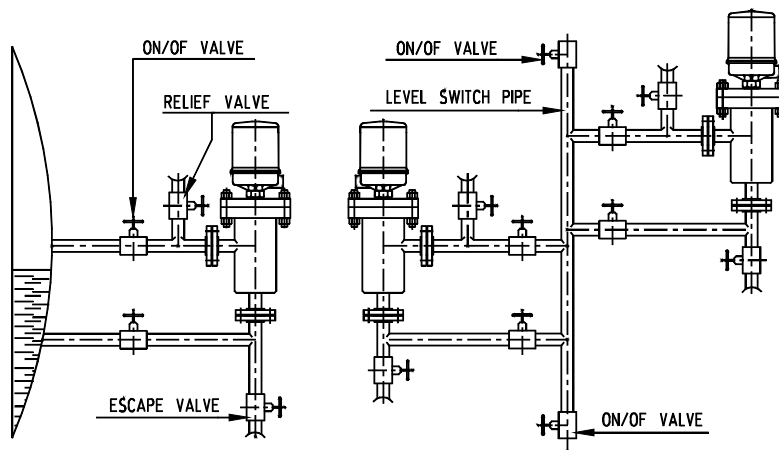 ON/OF VALVE
RELIEF VALVE
ON/OF VALVE
LEVEL SWITCH PIPE
ESCAPE VALVE
ON/OF VALVE